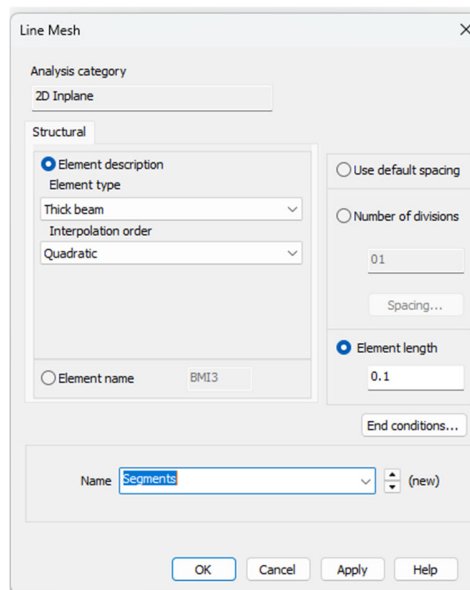 Line Mesh
Analysis category
2D Inplane
Structural
Element description
Element type
Thick beam
Interpolation order
Quadratic
Element name
BMI3
Use default spacing
Number of divisions
01
Spacing...
Element length
0.1
End conditions...
Name
Segments
(new)
OK
Cancel
Apply
Help